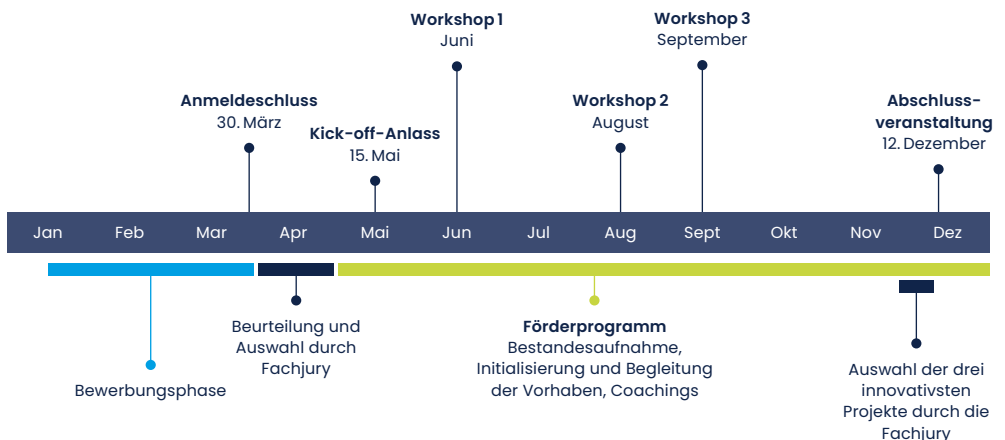 Workshop 1
Juni
Workshop 3
September
Anmeldeschluss
30. März
Kick-off-Anlass
15. Mai
Workshop 2
August
Abschluss-
veranstaltung
12. Dezember
Jan Feb Mar Apr Mai Jun Jul Aug Sept Okt Nov Dez
Bewerbungsphase
Beurteilung und
Auswahl durch
Fachjury
Förderprogramm
Bestandesaufnahme,
Initialisierung und Begleitung
der Vorhaben, Coachings
Auswahl der drei
innovativsten
Projekte durch die
Fachjury